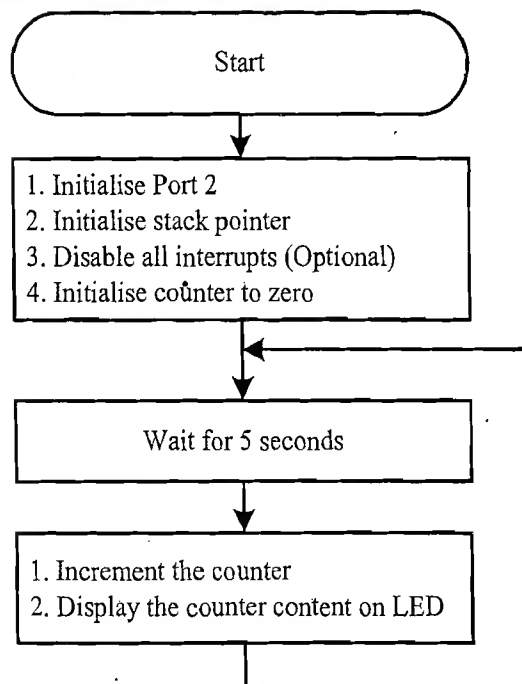 Start
1. Initialise Port 2
2. Initialise stack pointer
3. Disable all interrupts (Optional)
4. Initialise counter to zero
Wait for 5 seconds
1. Increment the counter
2. Display the counter content on LED